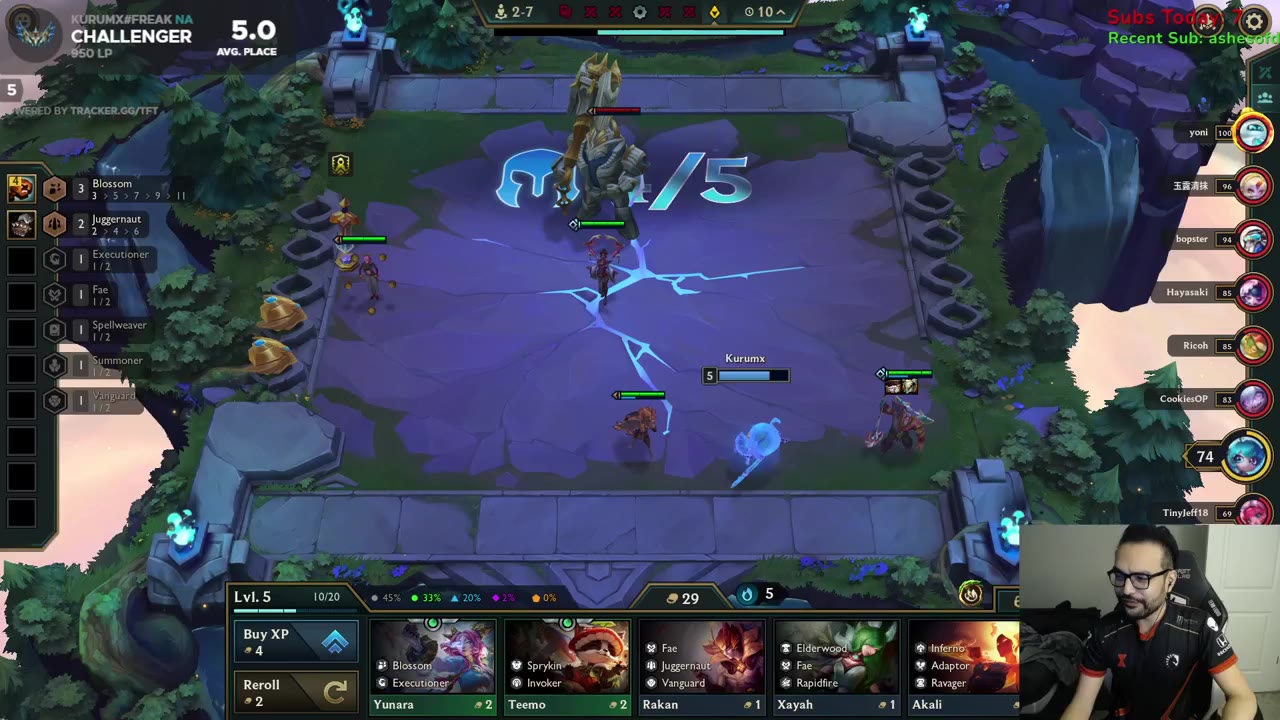 KURUMX#FREAK NA
CHALLENGER
950 LP
5.0
AVG. PLACE
5
WERED BY TRACKER.GG/TFT
2-7
10
Subs Today: 7
Recent Sub: ashesofd
4
3 Blossom
3 > 5 > 7 > 9 > 11
2 Juggernaut
2 > 4 > 6
1 Executioner
1 / 2
1 Fae
1 / 2
1 Spellweaver
1 / 2
1 Summoner
1 / 2
1 Vanguard
1 / 2
/5
Kurumx
5
yoni 100
玉露清抹 96
bopster 94
Hayasaki 85
Ricoh 85
CookiesOP 83
74
TinyJeff18 69
Lvl. 5 10/20
45% 33% 20% 2% 0%
29
5
Buy XP
4
Reroll
2
Blossom
Executioner
Yunara 2
Sprykin
Invoker
Teemo 2
Fae
Juggernaut
Vanguard
Rakan 1
Elderwood
Fae
Rapidfire
Xayah 1
Inferno
Adaptor
Ravager
Akali